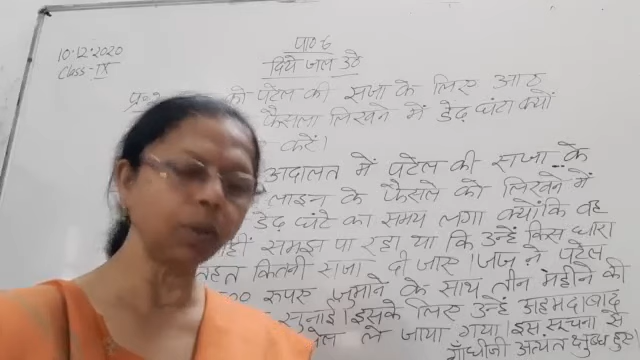 10.12.2020
Class-IX
पाठ 6
दिये जल उठे
प्र०2 को पटेल की सजा के लिए आठ
फैसला लिखने में डेढ़ घंटा क्यों
करें।
अदालत में पटेल की सजा के
लाइन के फैसले को लिखने में
डेढ़ घंटे का समय लगा क्योंकि वह
नहीं समझ पा रहा था कि उन्हें किस धारा
तहत कितनी सजा दी जाए। जज ने पटेल
रुपए जुर्माने के साथ तीन महीने की
सुनाई। इसके लिए उन्हें अहमदाबाद
ले जाया गया। इस सूचना से
गाँधीजी अत्यंत क्षुब्ध हुए